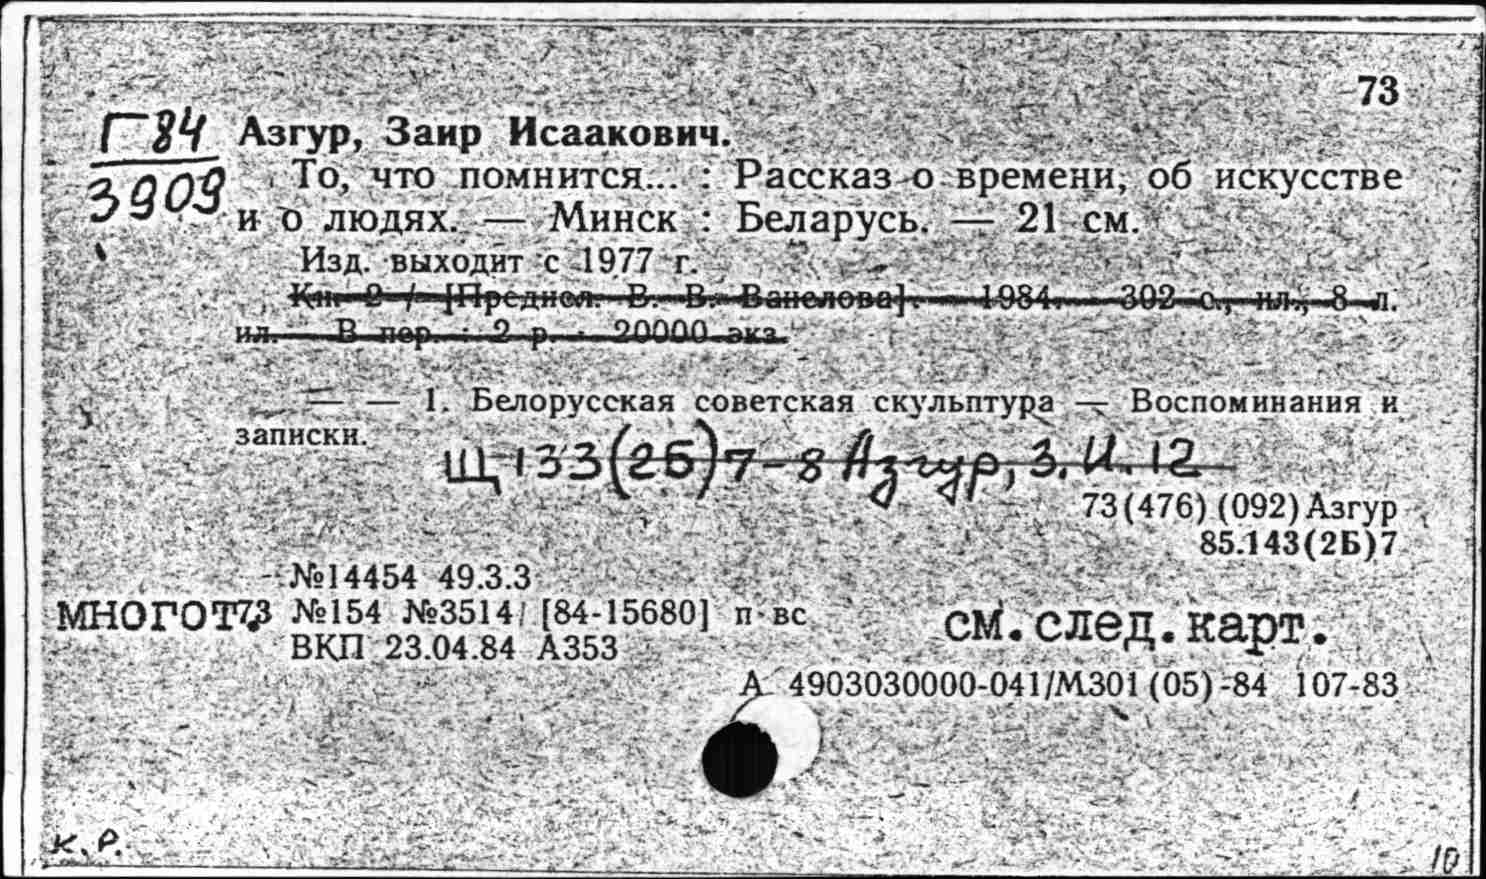 73
Г84
3909
Азгур, Заир Исаакович.
То, что помнится... : Рассказ о времени, об искусстве
и о людях. — Минск : Беларусь. — 21 см.
Изд. выходит с 1977 г.
Кн. 2 / [Предисл. В. В. Ванслова]. — 1984. — 302 с., ил., 8 л.
ил. — В пер. : 2 р. : 20000 экз.
— — 1. Белорусская советская скульптура — Воспоминания и
записки.
Щ133(2Б)7-8 Азгур, З. И. 12
73(476)(092) Азгур
85.143(2Б)7
№14454 49.3.3
МНОГОТ. 73 №154 №3514 [84-15680] п вс
см. след. карт.
ВКП 23.04.84 А353
А 4903030000-041/М301(05)-84 107-83
К. Р.
10